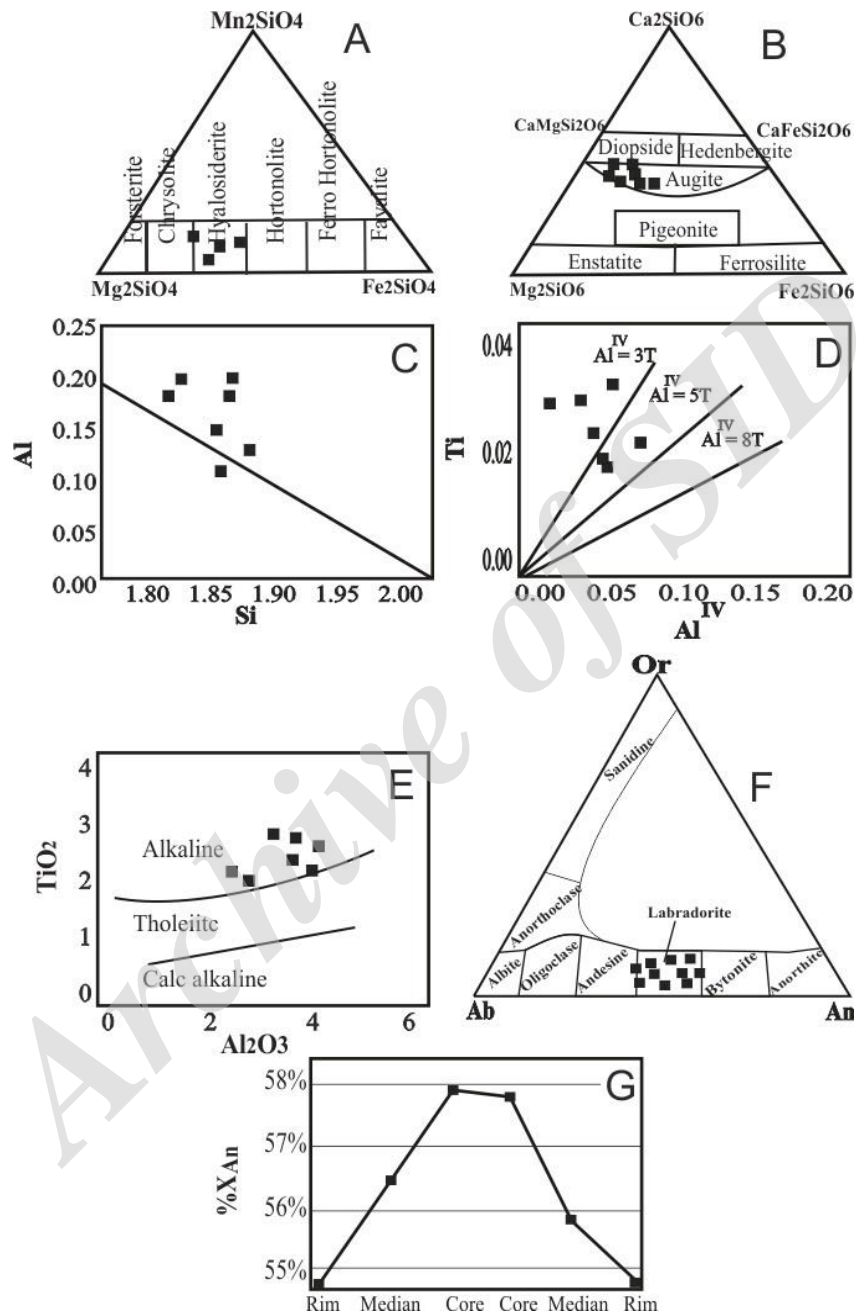 Mn2SiO4
A
Forsterite
Chrysolite
Hyalosiderite
Hortonolite
Ferro Hortonolite
Fayalite
Mg2SiO4
Fe2SiO4
Ca2SiO6
B
CaMgSi2O6
CaFeSi2O6
Diopside
Hedenbergite
Augite
Pigeonite
Enstatite
Ferrosilite
Mg2SiO6
Fe2SiO6
0.25
0.20
0.15
0.10
0.05
0.00
Al
C
1.80
1.85
1.90
1.95
2.00
Si
0.04
0.02
0.00
Ti
D
IV
Al = 3T
IV
Al = 5T
IV
Al = 8T
0.00
0.05
0.10
0.15
0.20
IV
Al
4
3
2
1
0
TiO2
E
Alkaline
Tholeiitc
Calc alkaline
0
2
4
6
Al2O3
Or
F
Sanidine
Anorthoclase
Labradorite
Albite
Oligoclase
Andesine
Bytonite
Anorthite
Ab
An
58%
57%
56%
55%
%XAn
G
Rim
Median
Core
Core
Median
Rim
Archive of SID